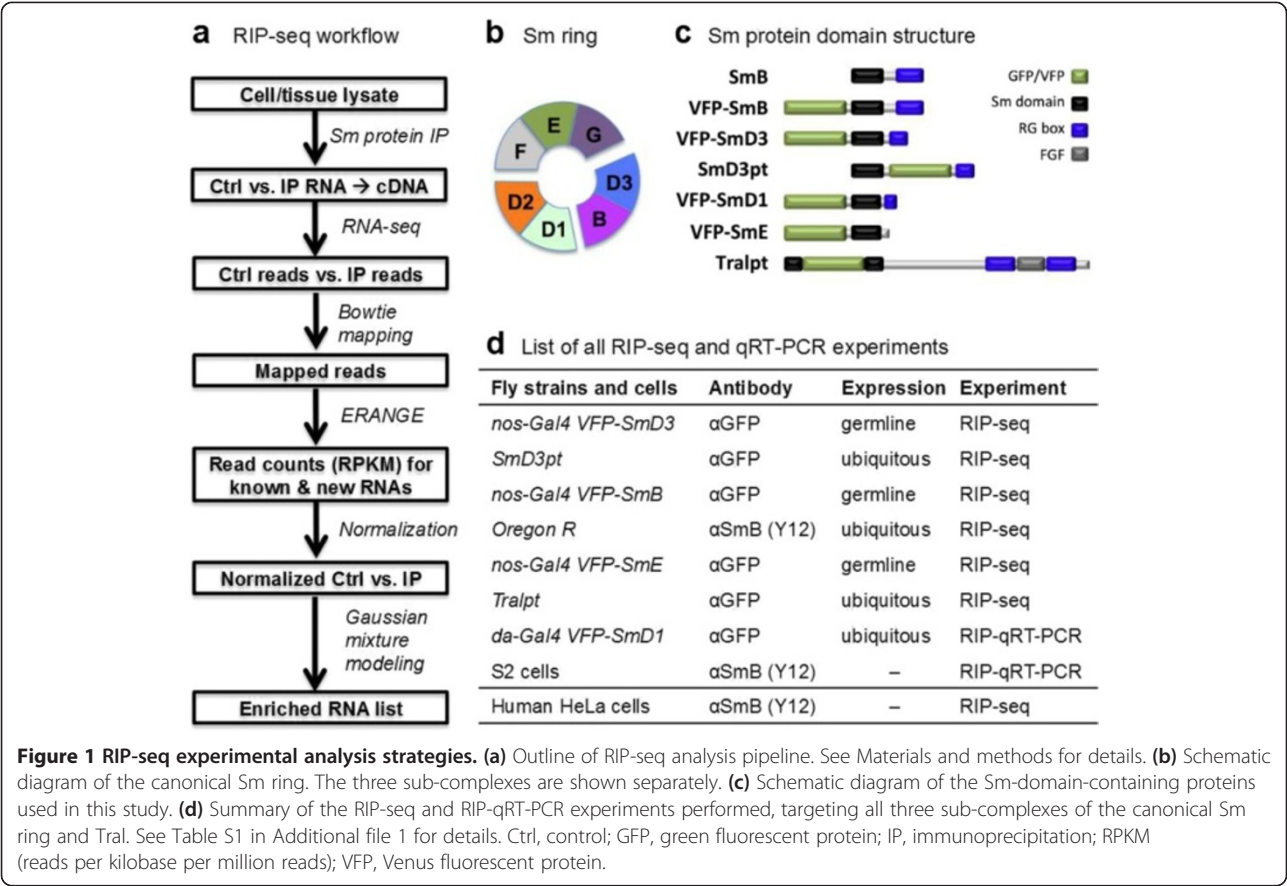 a RIP-seq workflow
Cell/tissue lysate
Sm protein IP
Ctrl vs. IP RNA → cDNA
RNA-seq
Ctrl reads vs. IP reads
Bowtie
mapping
Mapped reads
ERANGE
Read counts (RPKM) for
known & new RNAs
Normalization
Normalized Ctrl vs. IP
Gaussian
mixture
modeling
Enriched RNA list
b Sm ring
E
G
F
D3
D2
B
D1
c Sm protein domain structure
SmB
VFP-SmB
VFP-SmD3
SmD3pt
VFP-SmD1
VFP-SmE
Tralpt
GFP/VFP
Sm domain
RG box
FGF
d List of all RIP-seq and qRT-PCR experiments
Fly strains and cells Antibody Expression Experiment
nos-Gal4 VFP-SmD3 αGFP germline RIP-seq
SmD3pt αGFP ubiquitous RIP-seq
nos-Gal4 VFP-SmB αGFP germline RIP-seq
Oregon R αSmB (Y12) ubiquitous RIP-seq
nos-Gal4 VFP-SmE αGFP germline RIP-seq
Tralpt αGFP ubiquitous RIP-seq
da-Gal4 VFP-SmD1 αGFP ubiquitous RIP-qRT-PCR
S2 cells αSmB (Y12) – RIP-qRT-PCR
Human HeLa cells αSmB (Y12) – RIP-seq
Figure 1 RIP-seq experimental analysis strategies. (a) Outline of RIP-seq analysis pipeline. See Materials and methods for details. (b) Schematic
diagram of the canonical Sm ring. The three sub-complexes are shown separately. (c) Schematic diagram of the Sm-domain-containing proteins
used in this study. (d) Summary of the RIP-seq and RIP-qRT-PCR experiments performed, targeting all three sub-complexes of the canonical Sm
ring and Tral. See Table S1 in Additional file 1 for details. Ctrl, control; GFP, green fluorescent protein; IP, immunoprecipitation; RPKM
(reads per kilobase per million reads); VFP, Venus fluorescent protein.